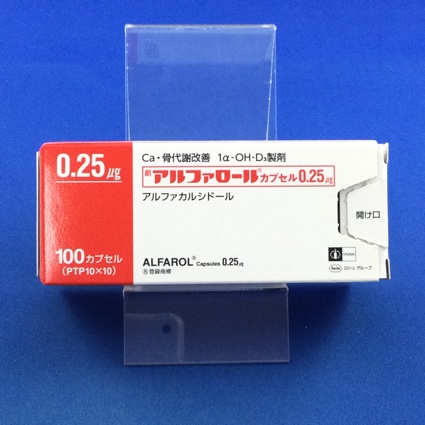 0.25μg
Ca・骨代謝改善 1α-OH-D₃製剤
劇 アルファロール®カプセル0.25μg
アルファカルシドール
開け口
100カプセル
(PTP10×10)
ALFAROL® Capsules 0.25μg
®登録商標
CHUGAI
Roche ロシュ グループ